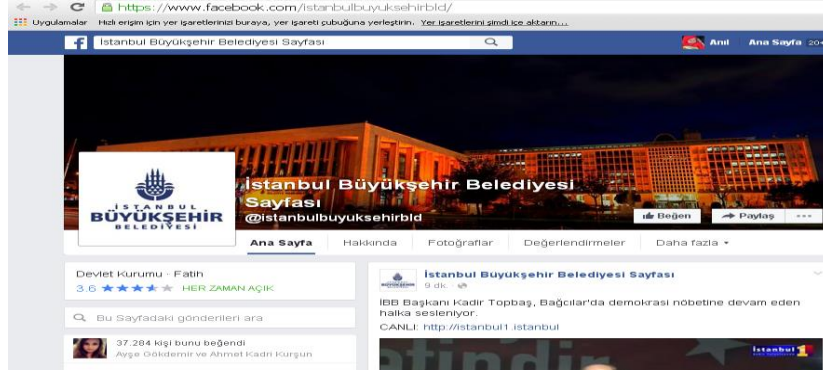 https://www.facebook.com/istanbulbuyuksehirbld/
Uygulamalar Hızlı erişim için yer işaretlerinizi buraya, yer işareti çubuğuna yerleştirin. Yer işaretlerini şimdi içe aktarın...
f İstanbul Büyükşehir Belediyesi Sayfası Anıl Ana Sayfa 20+
İSTANBUL
BÜYÜKŞEHİR
BELEDİYESİ
İstanbul Büyükşehir Belediyesi
Sayfası
@istanbulbuyuksehirbld
Beğen Paylaş ...
Ana Sayfa Hakkında Fotoğraflar Değerlendirmeler Daha fazla
Devlet Kurumu · Fatih
3.6 HER ZAMAN AÇIK
Bu Sayfadaki gönderileri ara
37.284 kişi bunu beğendi
Ayşe Gökdemir ve Ahmet Kadri Kurşun
İstanbul Büyükşehir Belediyesi Sayfası
9 dk.
İBB Başkanı Kadir Topbaş, Bağcılar'da demokrasi nöbetine devam eden
halka sesleniyor.
CANLI: http://istanbul1.istanbul
istanbul 1